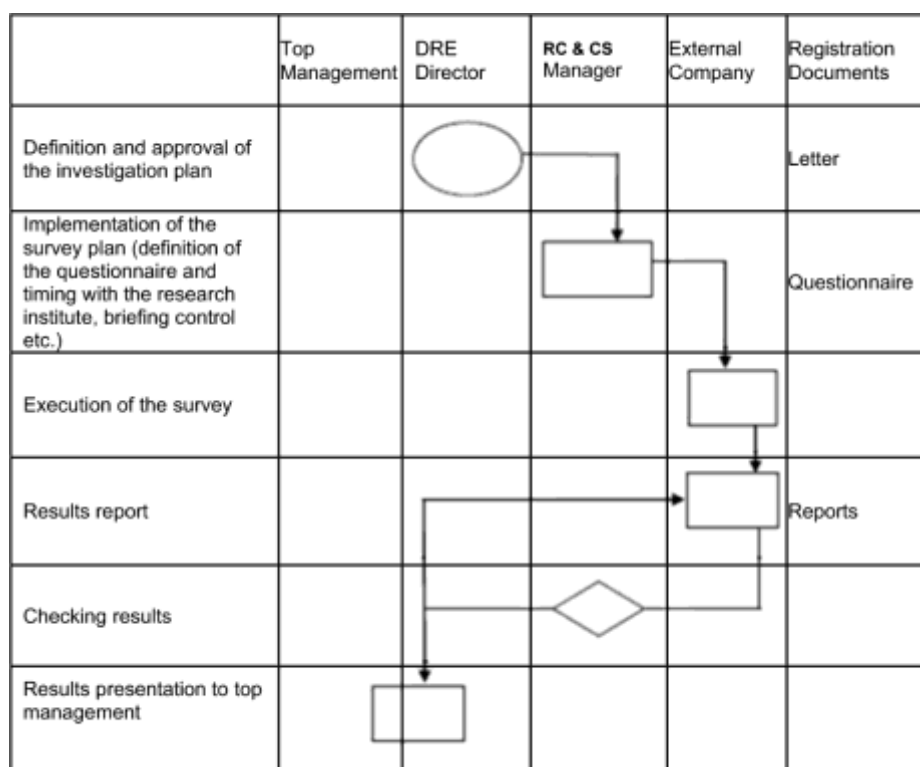 Top
Management
DRE
Director
RC & CS
Manager
External
Company
Registration
Documents
Definition and approval of
the investigation plan
Letter
Implementation of the
survey plan (definition of
the questionnaire and
timing with the research
institute, briefing control
etc.)
Questionnaire
Execution of the survey
Results report
Reports
Checking results
Results presentation to top
management